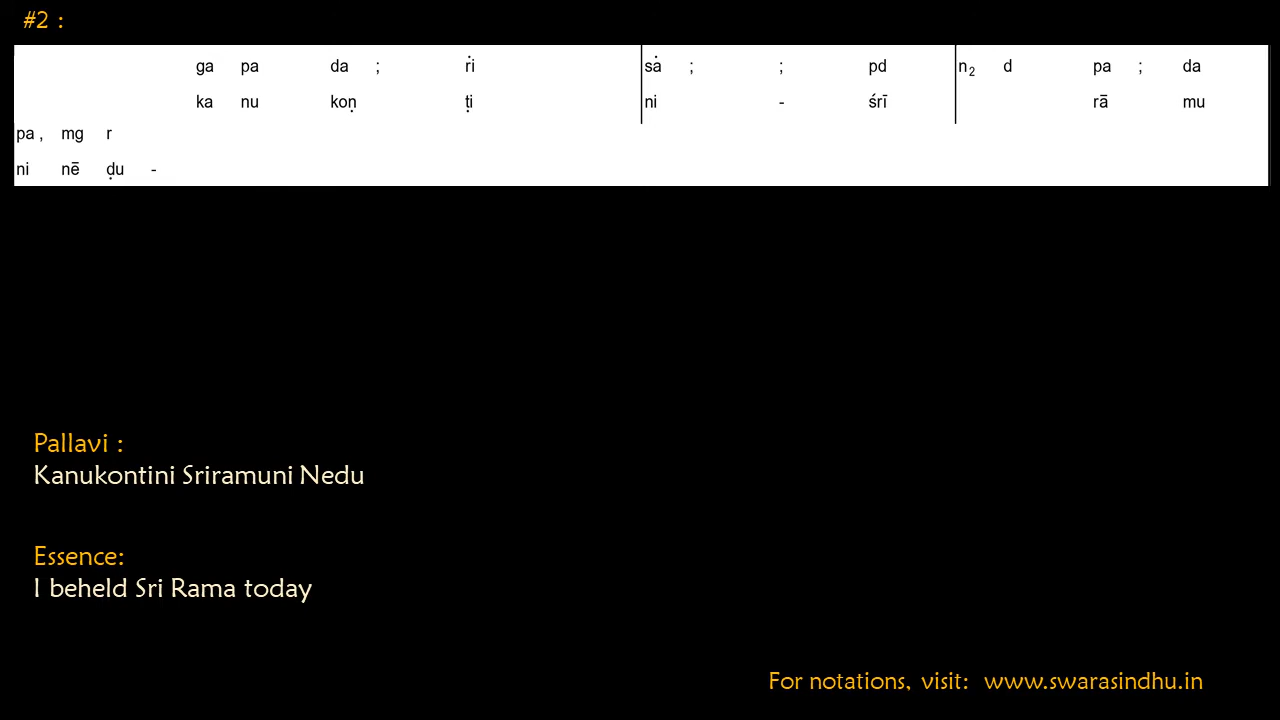 #2 :
ga pa da ; ṙi sȧ ; ; pd n₂ d pa ; da
ka nu koṇ ṭi ni - śrī rā mu
pa , mg r
ni nē ḍu -
Pallavi :
Kanukontini Sriramuni Nedu
Essence:
I beheld Sri Rama today
For notations, visit: www.swarasindhu.in